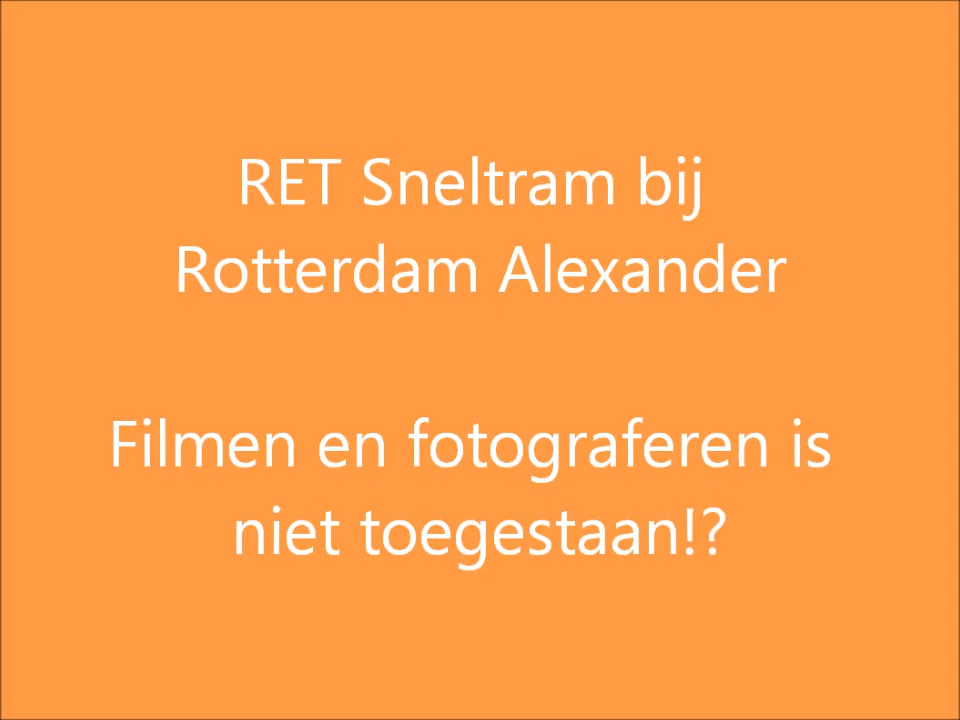 RET Sneltram bij
Rotterdam Alexander
Filmen en fotograferen is
niet toegestaan!?